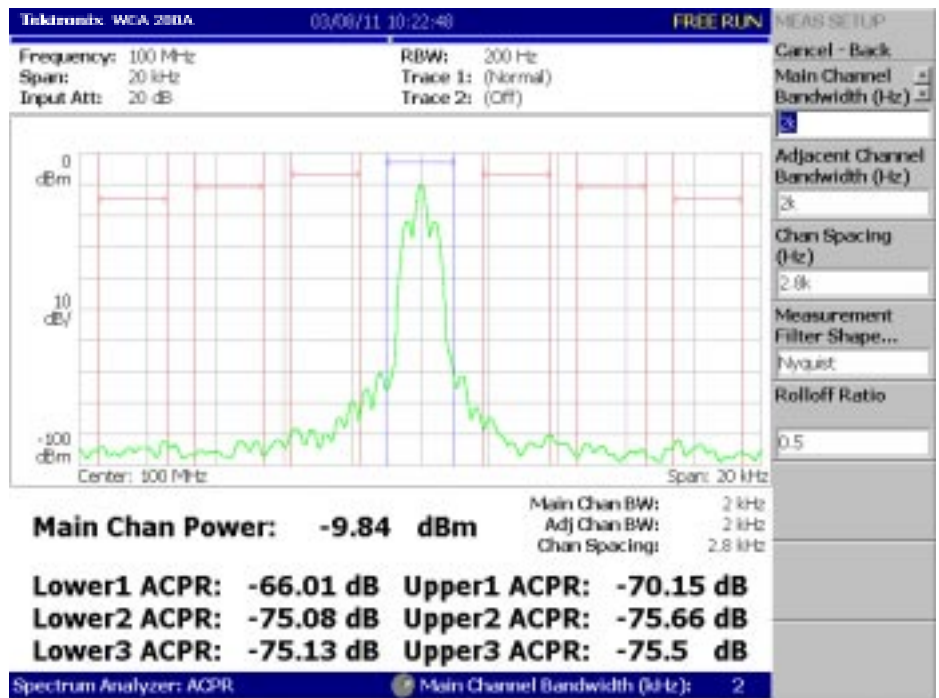 Tektronix WCA 200A 03/08/11 10:22:48 FREE RUN
Frequency: 100 MHz
Span: 20 kHz
Input Att: 20 dB
RBW: 200 Hz
Trace 1: (Normal)
Trace 2: (Off)
0
dBm
10
dB/
-100
dBm
Center: 100 MHz Span: 20 kHz
Main Chan Power: -9.84 dBm
Main Chan BW: 2 kHz
Adj Chan BW: 2 kHz
Chan Spacing: 2.8 kHz
Lower1 ACPR: -66.01 dB Upper1 ACPR: -70.15 dB
Lower2 ACPR: -75.08 dB Upper2 ACPR: -75.66 dB
Lower3 ACPR: -75.13 dB Upper3 ACPR: -75.5 dB
Spectrum Analyzer: ACPR Main Channel Bandwidth (kHz): 2
MEAS SETUP
Cancel - Back
Main Channel
Bandwidth (Hz)
2k
Adjacent Channel
Bandwidth (Hz)
2k
Chan Spacing
(Hz)
2.8k
Measurement
Filter Shape...
Nyquist
Rolloff Ratio
0.5